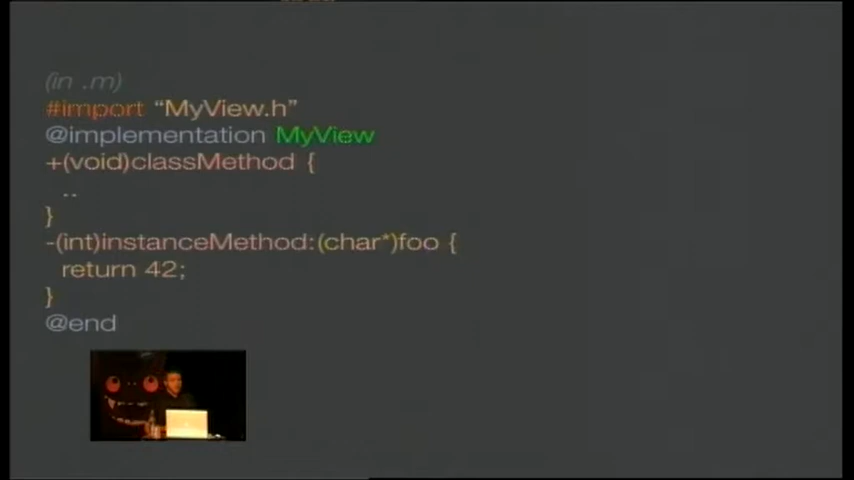 (in .m)
#import “MyView.h”
@implementation MyView
+(void)classMethod {
..
}
-(int)instanceMethod:(char*)foo {
return 42;
}
@end